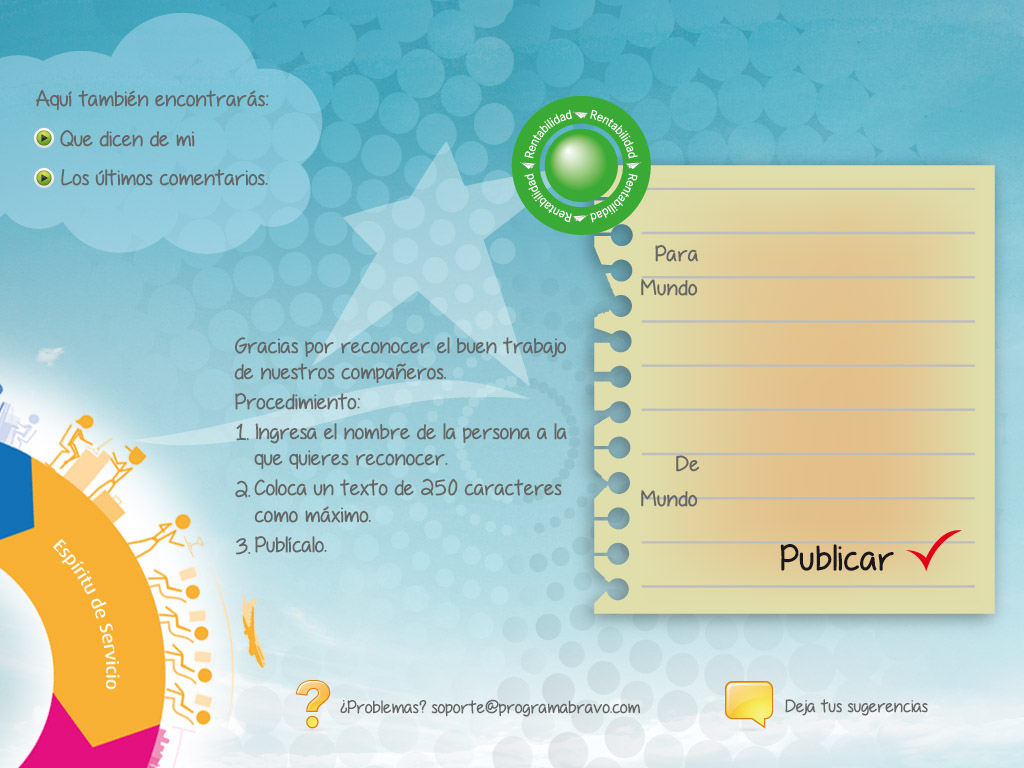 Aquí también encontrarás:
Que dicen de mi
Los últimos comentarios.
Rentabilidad Rentabilidad Rentabilidad Rentabilidad Rentabilidad
Para
Mundo
Gracias por reconocer el buen trabajo
de nuestros compañeros.
Procedimiento:
1. Ingresa el nombre de la persona a la
que quieres reconocer.
2. Coloca un texto de 250 caracteres
como máximo.
3. Publícalo.
De
Mundo
Publicar
Espíritu de Servicio
¿Problemas? soporte@programabravo.com
Deja tus sugerencias